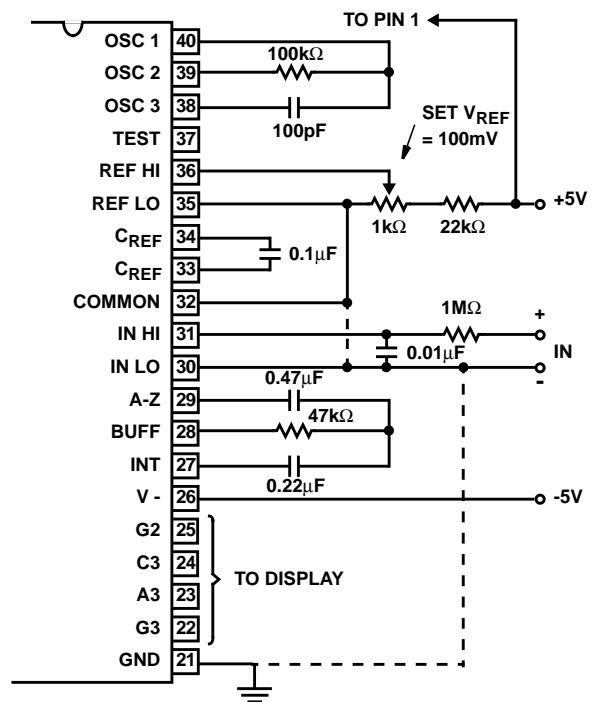 TO PIN 1
OSC 1 40
100kΩ
OSC 2 39
OSC 3 38
100pF
SET VREF
= 100mV
TEST 37
REF HI 36
REF LO 35
+5V
1kΩ 22kΩ
CREF 34
0.1µF
CREF 33
COMMON 32
1MΩ
+
IN HI 31
0.01µF
IN
IN LO 30
-
0.47µF
A-Z 29
47kΩ
BUFF 28
INT 27
0.22µF
V - 26
-5V
G2 25
C3 24
TO DISPLAY
A3 23
G3 22
GND 21